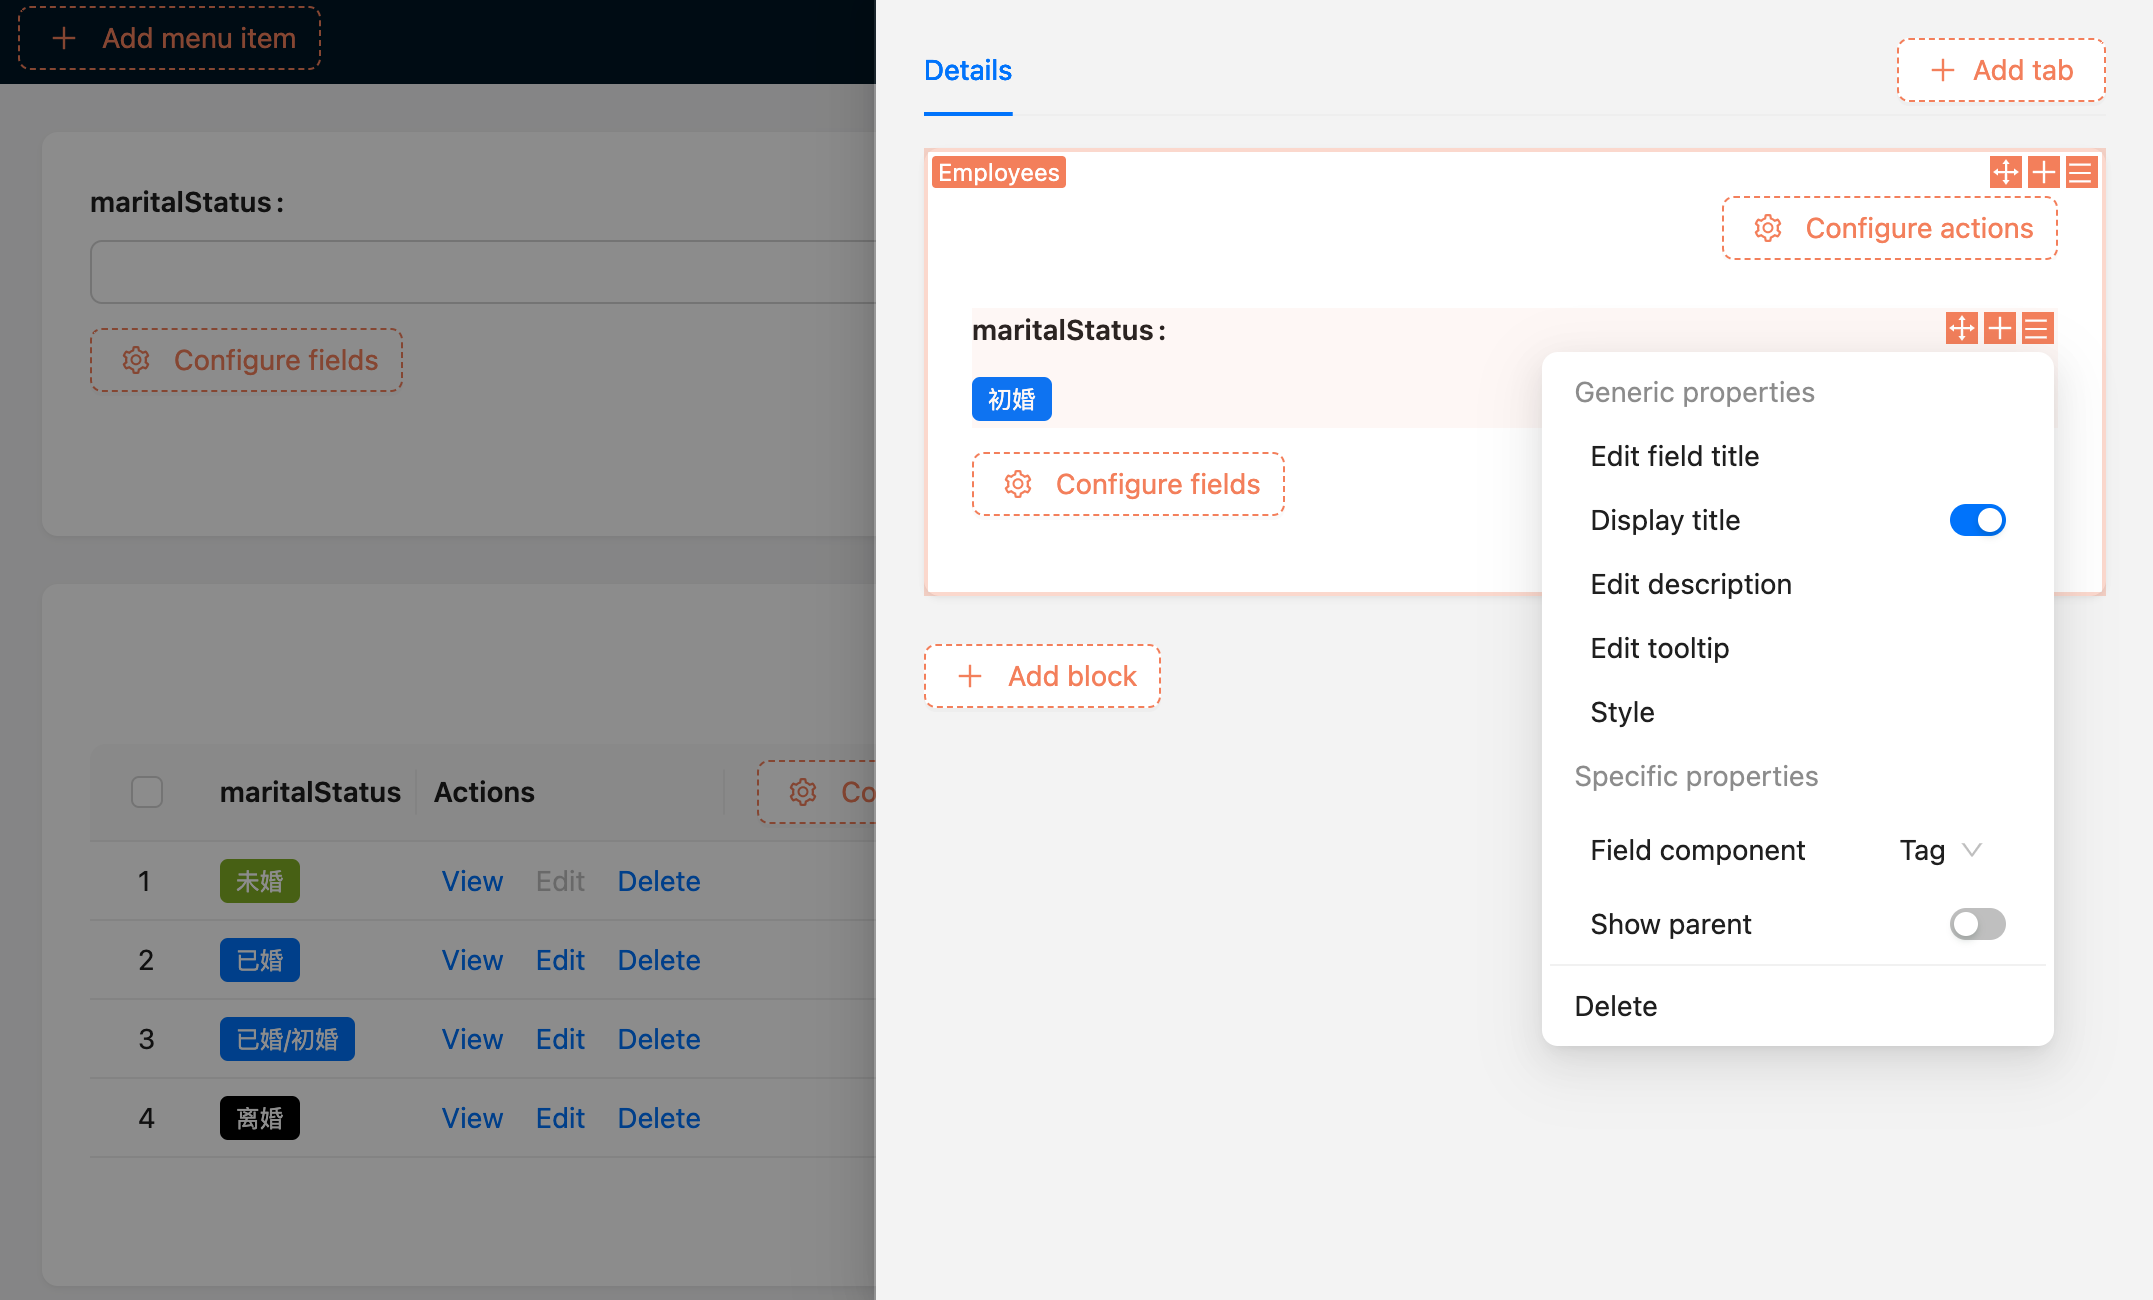 Add menu item
maritalStatus:
Configure fields
maritalStatus
Actions
Co
1
未婚
View
Edit
Delete
2
已婚
View
Edit
Delete
3
已婚/初婚
View
Edit
Delete
4
离婚
View
Edit
Delete
Details
Add tab
Employees
Configure actions
maritalStatus:
初婚
Configure fields
Add block
Generic properties
Edit field title
Display title
Edit description
Edit tooltip
Style
Specific properties
Field component
Tag
Show parent
Delete